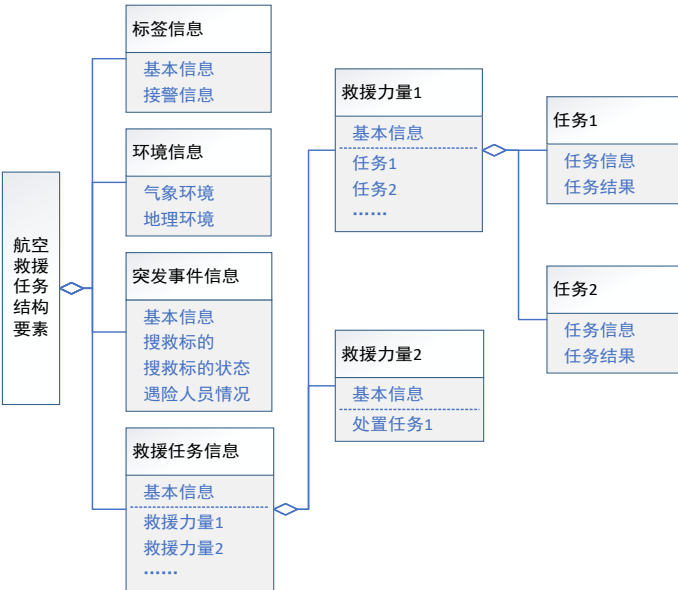 航空
救援
任务
结构
要素
标签信息
基本信息
接警信息
环境信息
气象环境
地理环境
突发事件信息
基本信息
搜救标的
搜救标的状态
遇险人员情况
救援任务信息
基本信息
救援力量1
救援力量2
......
救援力量1
基本信息
任务1
任务2
......
救援力量2
基本信息
处置任务1
任务1
任务信息
任务结果
任务2
任务信息
任务结果